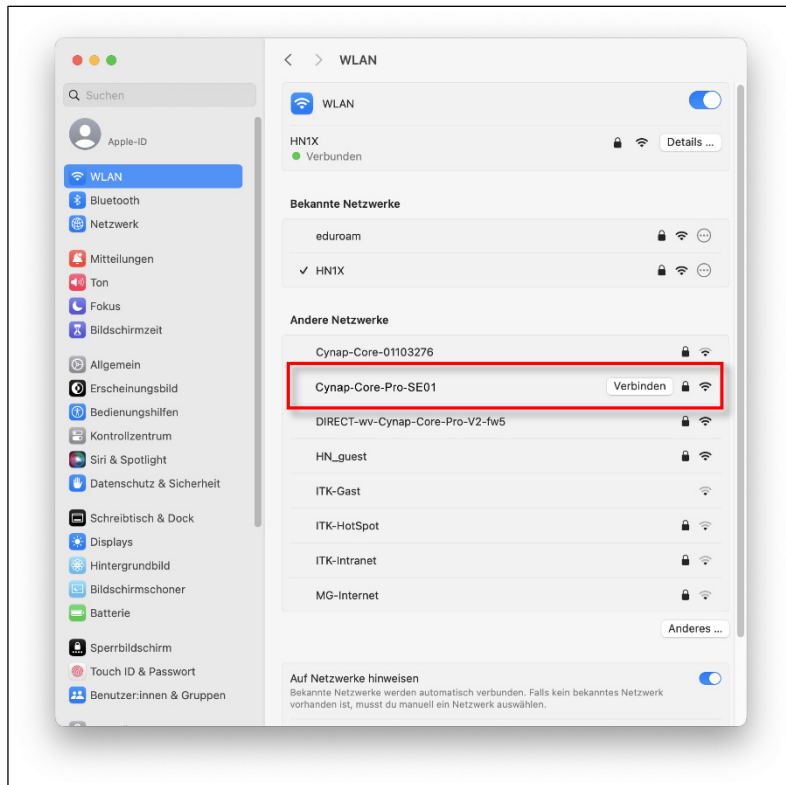 WLAN
Suchen
Apple-ID
WLAN
Bluetooth
Netzwerk
Mitteilungen
Ton
Fokus
Bildschirmzeit
Allgemein
Erscheinungsbild
Bedienungshilfen
Kontrollzentrum
Siri & Spotlight
Datenschutz & Sicherheit
Schreibtisch & Dock
Displays
Hintergrundbild
Bildschirmschoner
Batterie
Sperrbildschirm
Touch ID & Passwort
Benutzer:innen & Gruppen
WLAN
HN1X
Verbunden
Details ...
Bekannte Netzwerke
eduroam
HN1X
Andere Netzwerke
Cynap-Core-01103276
Cynap-Core-Pro-SE01 Verbinden
DIRECT-wv-Cynap-Core-Pro-V2-fw5
HN_guest
ITK-Gast
ITK-HotSpot
ITK-Intranet
MG-Internet
Anderes ...
Auf Netzwerke hinweisen
Bekannte Netzwerke werden automatisch verbunden. Falls kein bekanntes Netzwerk
vorhanden ist, musst du manuell ein Netzwerk auswählen.